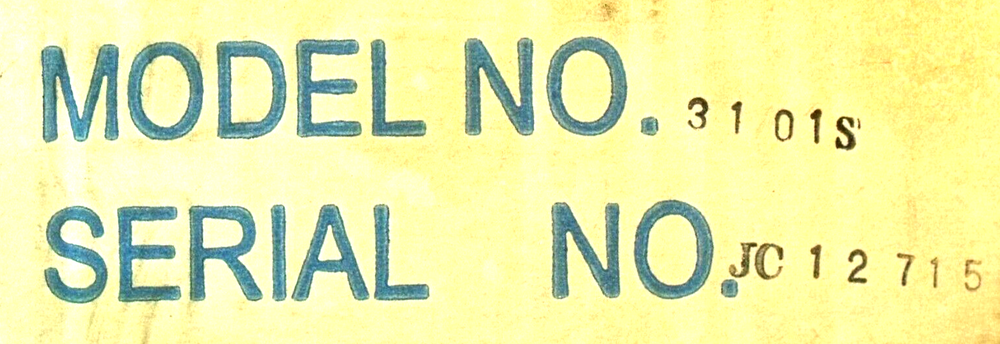 MODEL NO. 3101S
SERIAL NO. JC12715